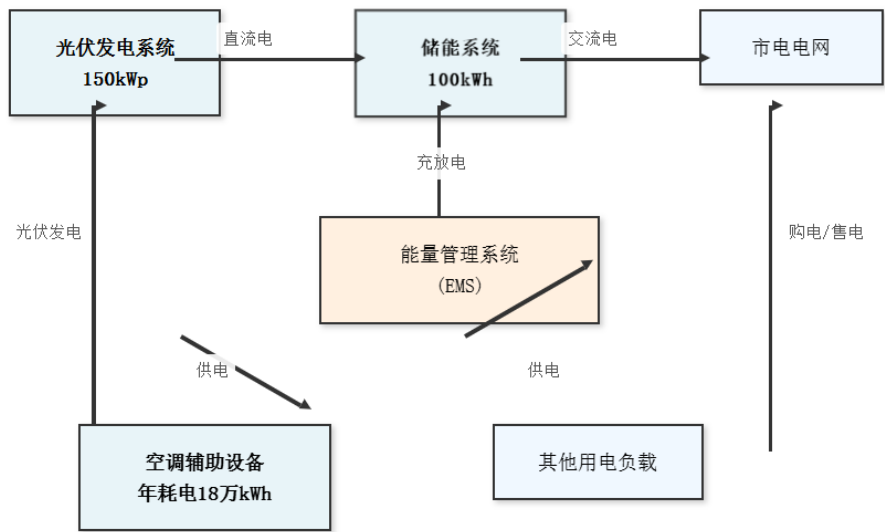 光伏发电系统
150kWp
直流电
储能系统
100kWh
交流电
市电电网
充放电
光伏发电
购电/售电
能量管理系统
(EMS)
供电
供电
空调辅助设备
年耗电18万kWh
其他用电负载